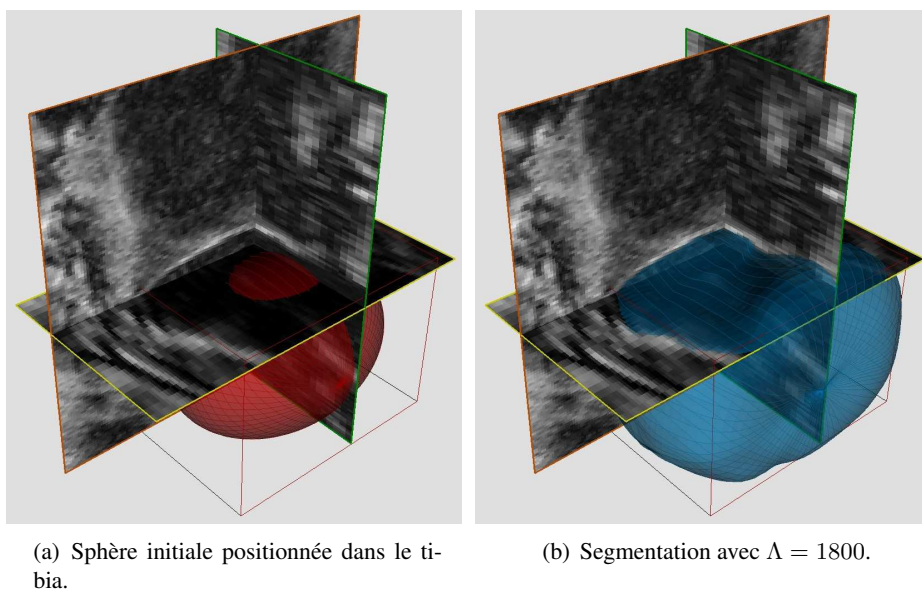 (a) Sphère initiale positionnée dans le ti-
bia.
(b) Segmentation avec Λ = 1800.